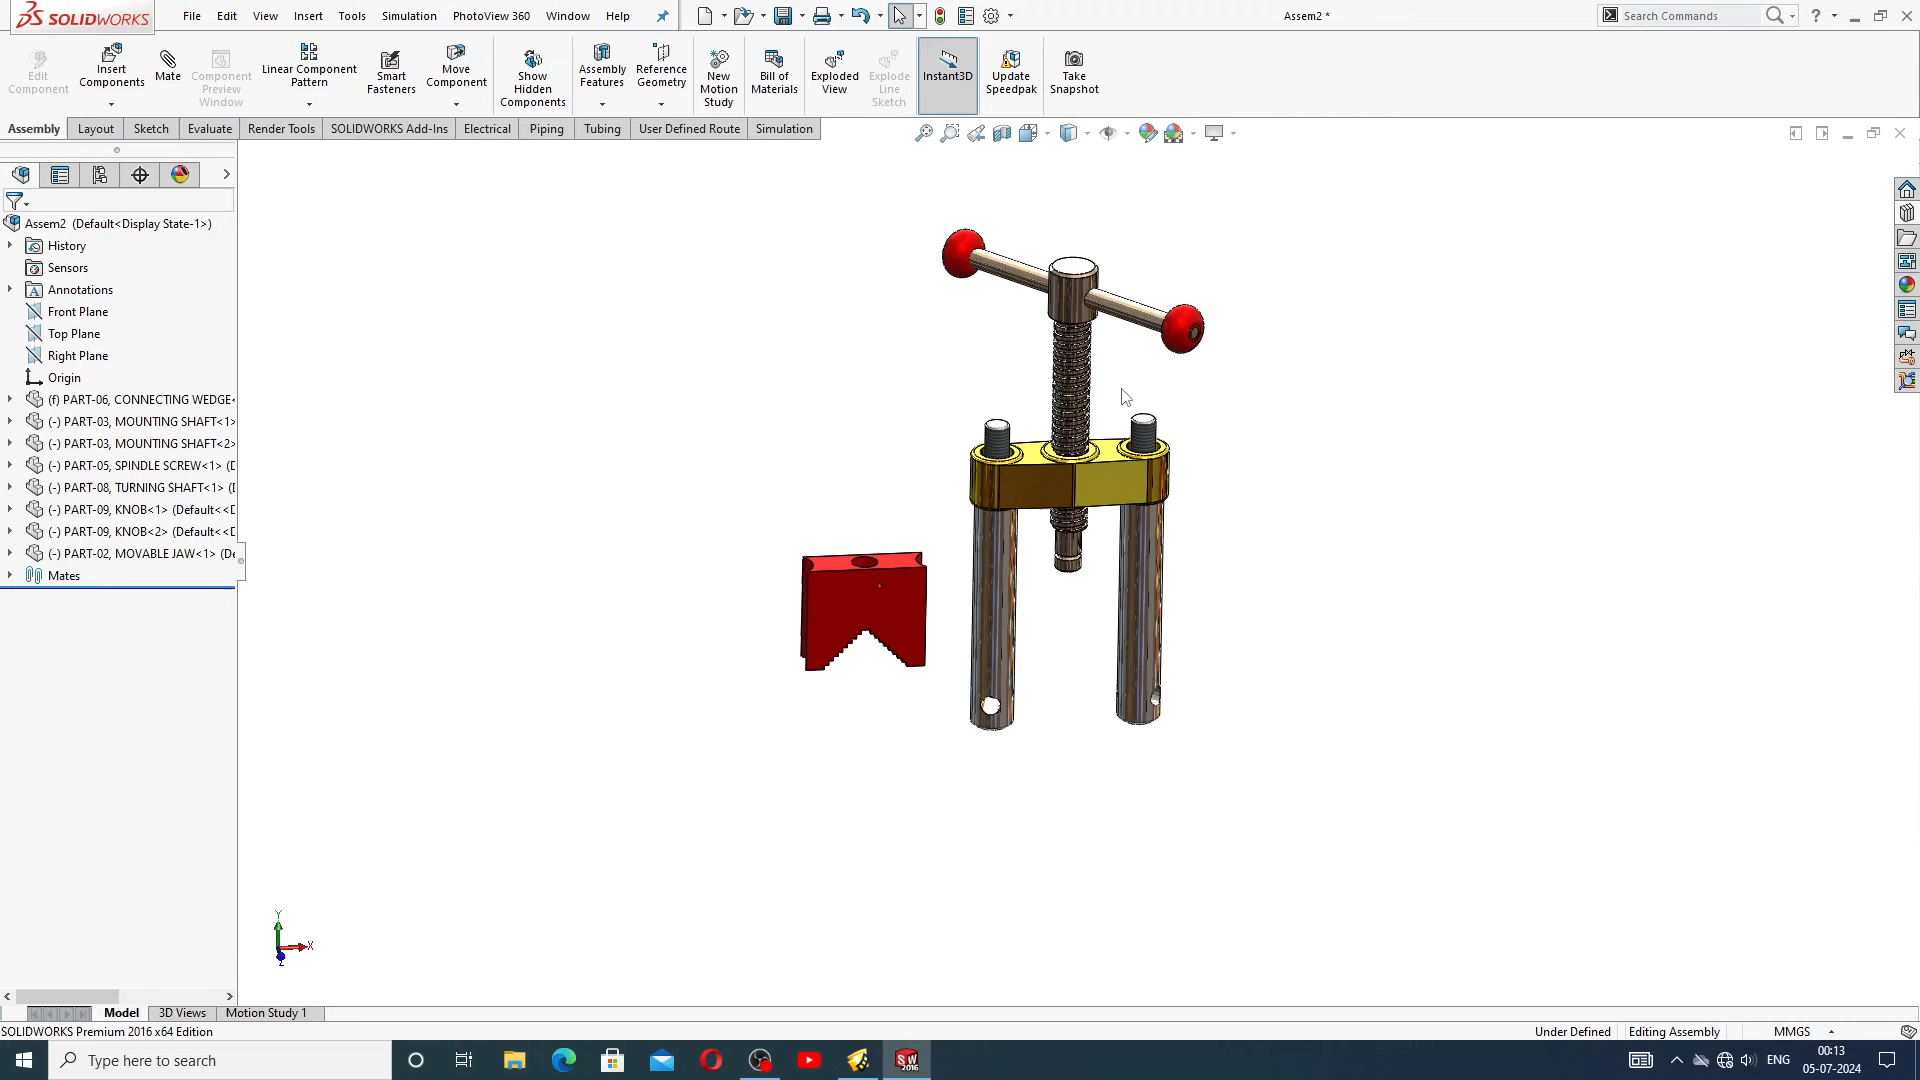 SOLIDWORKS File Edit View Insert Tools Simulation PhotoView 360 Window Help Assem2 * Search Commands
Edit Component
Insert Components
Mate
Component Preview Window
Linear Component Pattern
Smart Fasteners
Move Component
Show Hidden Components
Assembly Features
Reference Geometry
New Motion Study
Bill of Materials
Exploded View
Explode Line Sketch
Instant3D
Update Speedpak
Take Snapshot
Assembly Layout Sketch Evaluate Render Tools SOLIDWORKS Add-Ins Electrical Piping Tubing User Defined Route Simulation
Assem2 (Default<Display State-1>)
History
Sensors
Annotations
Front Plane
Top Plane
Right Plane
Origin
(f) PART-06, CONNECTING WEDGE<
(-) PART-03, MOUNTING SHAFT<1>
(-) PART-03, MOUNTING SHAFT<2>
(-) PART-05, SPINDLE SCREW<1> (D
(-) PART-08, TURNING SHAFT<1> (D
(-) PART-09, KNOB<1> (Default<<D
(-) PART-09, KNOB<2> (Default<<D
(-) PART-02, MOVABLE JAW<1> (De
Mates
Y
X
Z
Model 3D Views Motion Study 1
SOLIDWORKS Premium 2016 x64 Edition Under Defined Editing Assembly MMGS
Type here to search ENG 00:13
05-07-2024